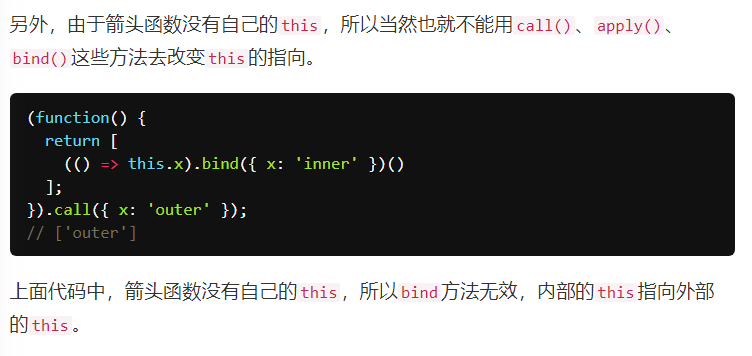 另外，由于箭头函数没有自己的this，所以当然也就不能用call()、apply()、
bind()这些方法去改变this的指向。
(function() {
  return [
    (() => this.x).bind({ x: 'inner' })()
  ];
}).call({ x: 'outer' });
// ['outer']
上面代码中，箭头函数没有自己的this，所以bind方法无效，内部的this指向外部
的this。